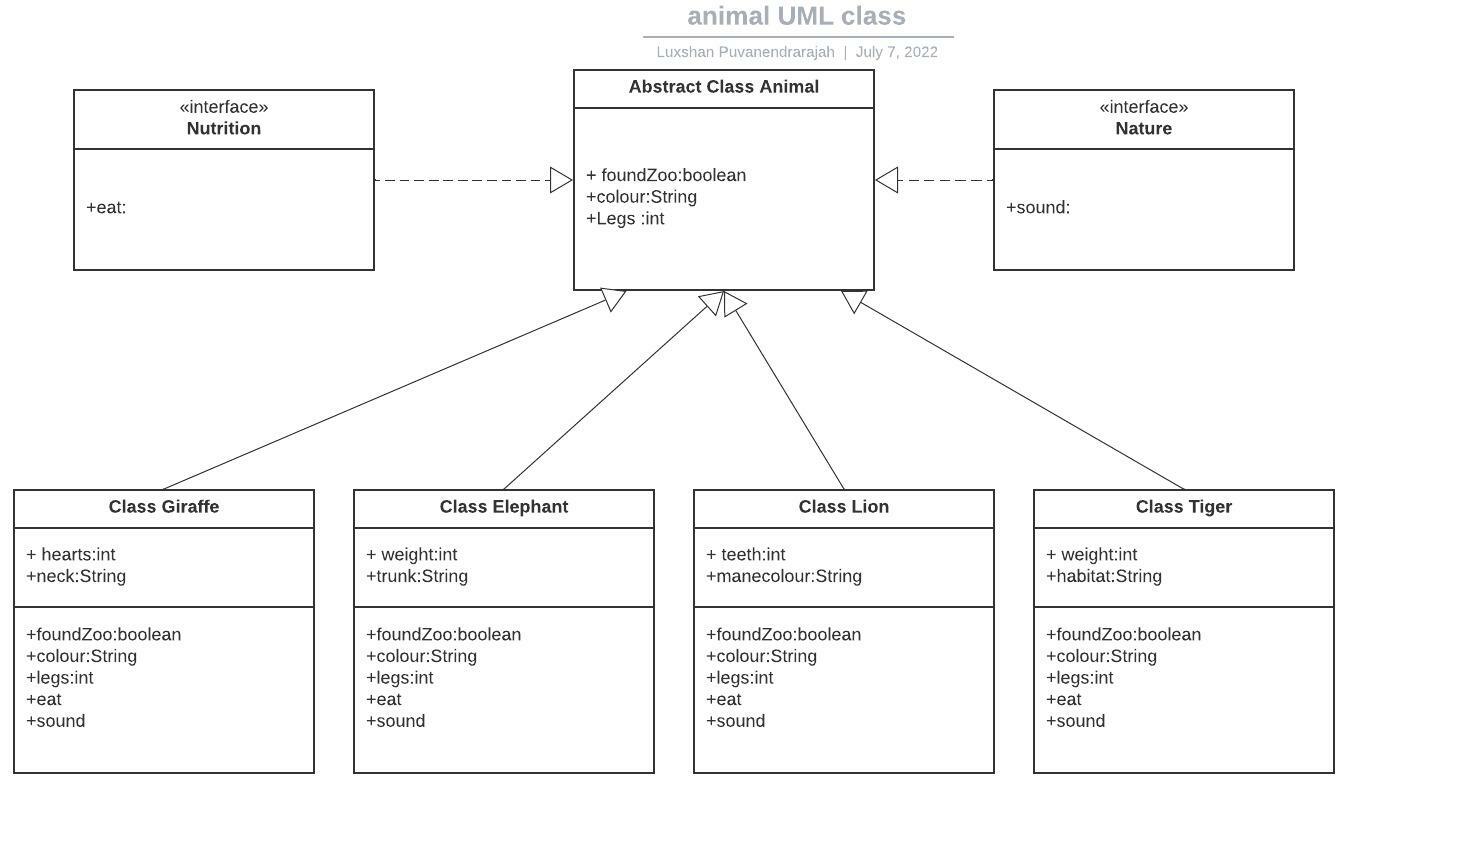 animal UML class
Luxshan Puvanendrarajah | July 7, 2022
Abstract Class Animal
+ foundZoo:boolean
+colour:String
+Legs :int
«interface»
Nutrition
+eat:
«interface»
Nature
+sound:
Class Giraffe
+ hearts:int
+neck:String
+foundZoo:boolean
+colour:String
+legs:int
+eat
+sound
Class Elephant
+ weight:int
+trunk:String
+foundZoo:boolean
+colour:String
+legs:int
+eat
+sound
Class Lion
+ teeth:int
+manecolour:String
+foundZoo:boolean
+colour:String
+legs:int
+eat
+sound
Class Tiger
+ weight:int
+habitat:String
+foundZoo:boolean
+colour:String
+legs:int
+eat
+sound